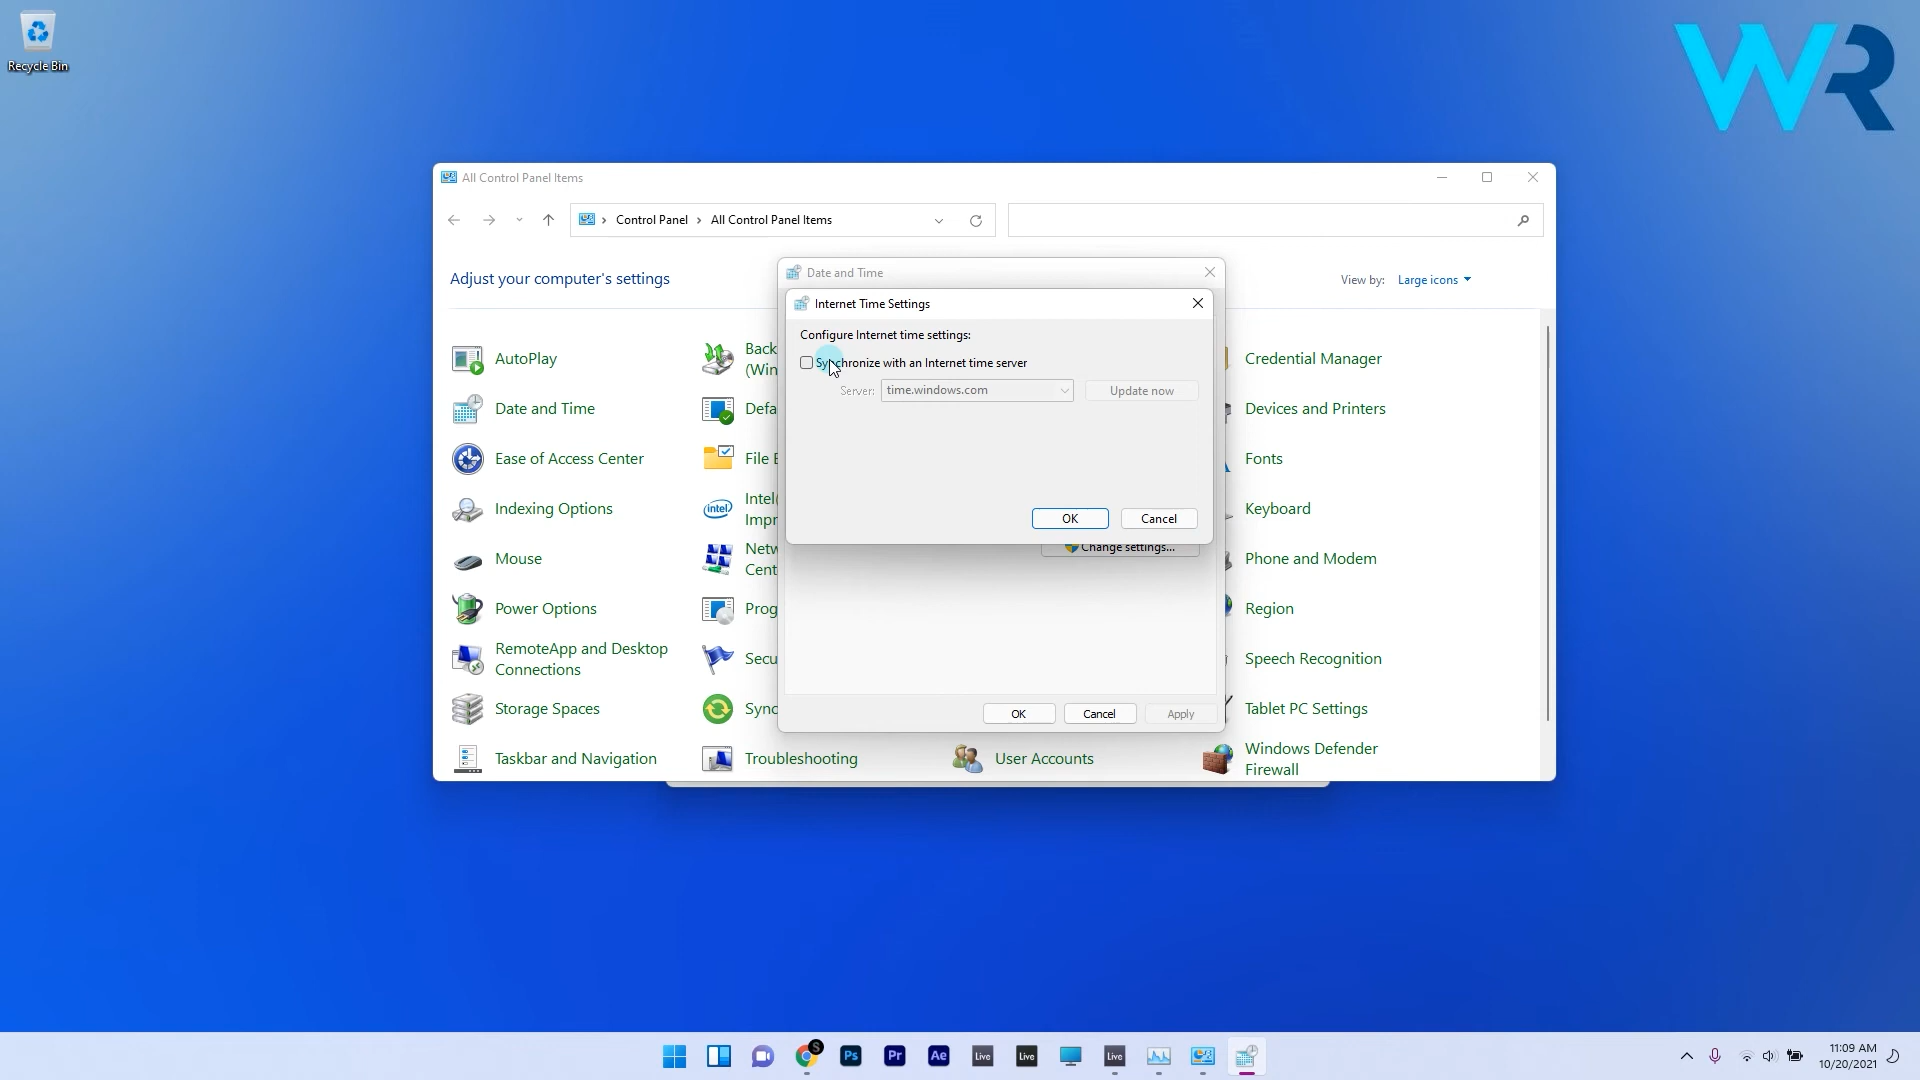 Recycle Bin
WR
All Control Panel Items
Control Panel › All Control Panel Items
Adjust your computer's settings
View by: Large icons
AutoPlay
Back
(Win
Credential Manager
Date and Time
Defa
Devices and Printers
Ease of Access Center
File E
Fonts
Indexing Options
intel
Intel(
Impr
Keyboard
Mouse
Netw
Cent
Phone and Modem
Power Options
Prog
Region
RemoteApp and Desktop
Connections
Secu
Speech Recognition
Storage Spaces
Sync
Tablet PC Settings
Taskbar and Navigation
Troubleshooting
User Accounts
Windows Defender
Firewall
Date and Time
Internet Time Settings
Configure Internet time settings:
Synchronize with an Internet time server
Server: time.windows.com Update now
OK Cancel
Change settings...
OK Cancel Apply
S Ps Pr Ae Live Live Live
11:09 AM
10/20/2021